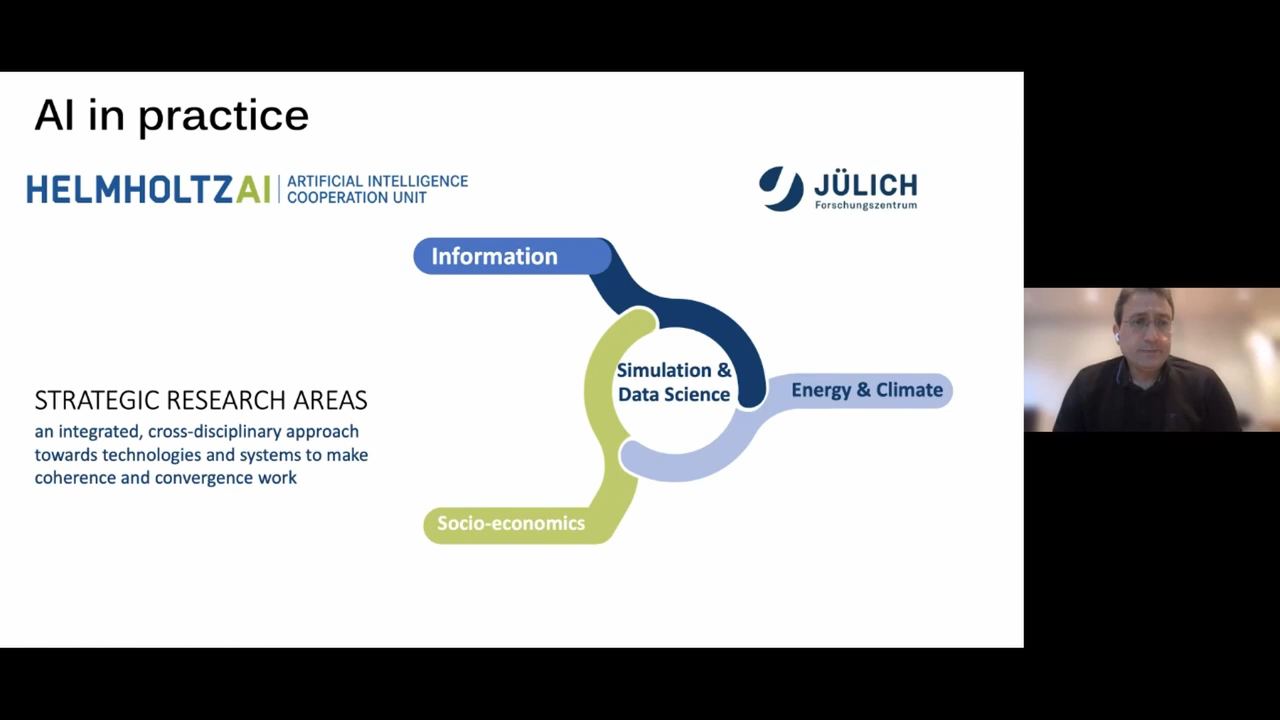 AI in practice
HELMHOLTZAI
ARTIFICIAL INTELLIGENCE
COOPERATION UNIT
JÜLICH
Forschungszentrum
Information
Simulation &
Data Science
Energy & Climate
STRATEGIC RESEARCH AREAS
an integrated, cross-disciplinary approach
towards technologies and systems to make
coherence and convergence work
Socio-economics